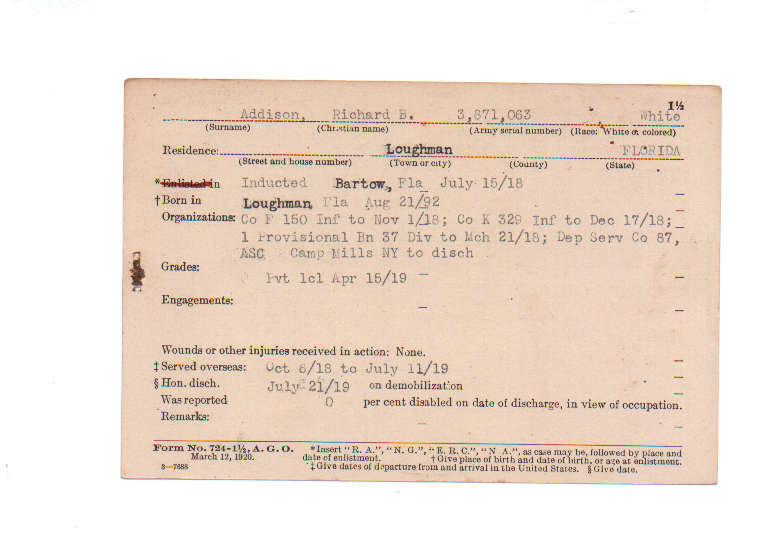 1½
Addison, Richard B. 3,871,063 White
(Surname) (Christian name) (Army serial number) (Race: White or colored)
Residence: Loughman FLORIDA
(Street and house number) (Town or city) (County) (State)
*Enlisted in Inducted Bartow, Fla July 15/18
†Born in Loughman, Fla Aug 21/92
Organizations: Co F 150 Inf to Nov 1/18; Co K 329 Inf to Dec 17/18;
1 Provisional Bn 37 Div to Mch 21/18; Dep Serv Co 87,
ASC Camp Mills NY to disch
Grades: Pvt 1cl Apr 15/19 —
Engagements: —
Wounds or other injuries received in action: None.
‡Served overseas: Oct 6/18 to July 11/19
§Hon. disch. July 21/19 on demobilization
Was reported 0 per cent disabled on date of discharge, in view of occupation.
Remarks: —
Form No. 724-1½, A. G. O. *Insert "R. A.", "N. G.", "E. R. C.", "N A.", as case may be, followed by place and
March 12, 1920. date of enlistment. †Give place of birth and date of birth, or age at enlistment.
3—7688 ‡Give dates of departure from and arrival in the United States. §Give date.